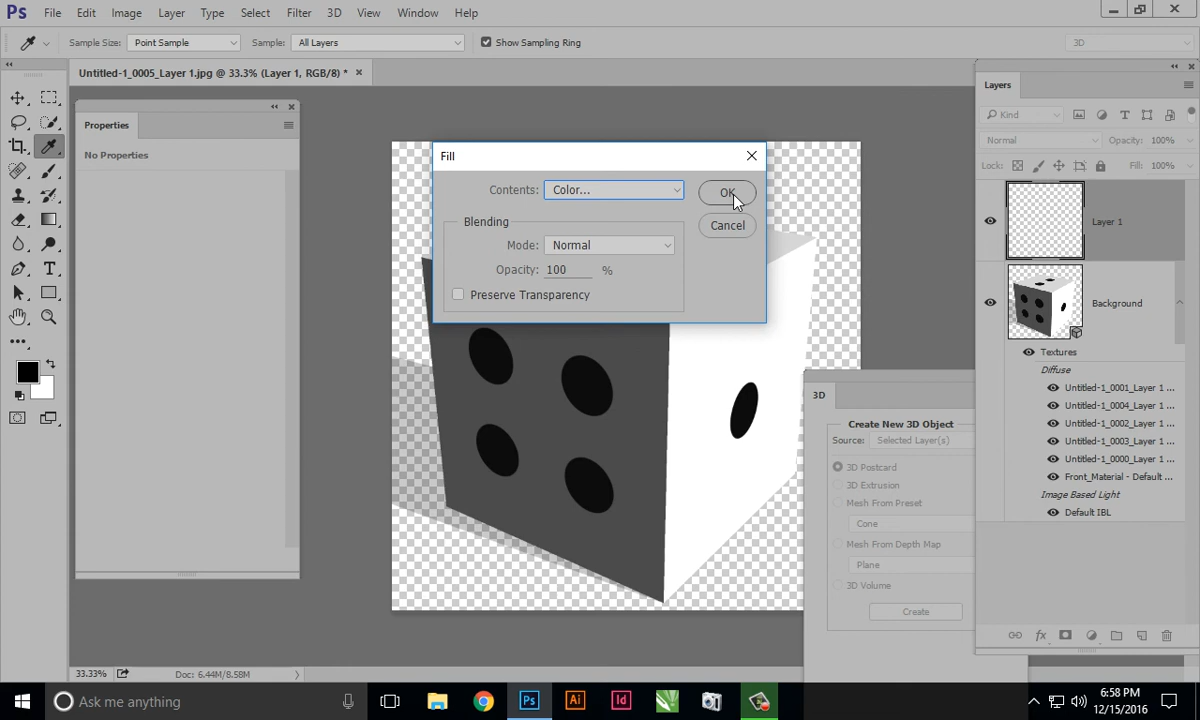 Ps File Edit Image Layer Type Select Filter 3D View Window Help
Sample Size: Point Sample Sample: All Layers Show Sampling Ring 3D
Untitled-1_0005_Layer 1.jpg @ 33.3% (Layer 1, RGB/8) *
Properties
No Properties
Fill
Contents: Color...
OK
Cancel
Blending
Mode: Normal
Opacity: 100 %
Preserve Transparency
3D
Create New 3D Object
Source: Selected Layer(s)
3D Postcard
3D Extrusion
Mesh From Preset
Cone
Mesh From Depth Map
Plane
3D Volume
Create
Layers
Kind
Normal Opacity: 100%
Lock: Fill: 100%
Layer 1
Background
Textures
Diffuse
Untitled-1_0001_Layer 1 ...
Untitled-1_0004_Layer 1 ...
Untitled-1_0002_Layer 1 ...
Untitled-1_0003_Layer 1 ...
Untitled-1_0000_Layer 1 ...
Front_Material - Default ...
Image Based Light
Default IBL
fx
33.33% Doc: 6.44M/8.58M
Ask me anything
Ps Ai Id
6:58 PM
12/15/2016